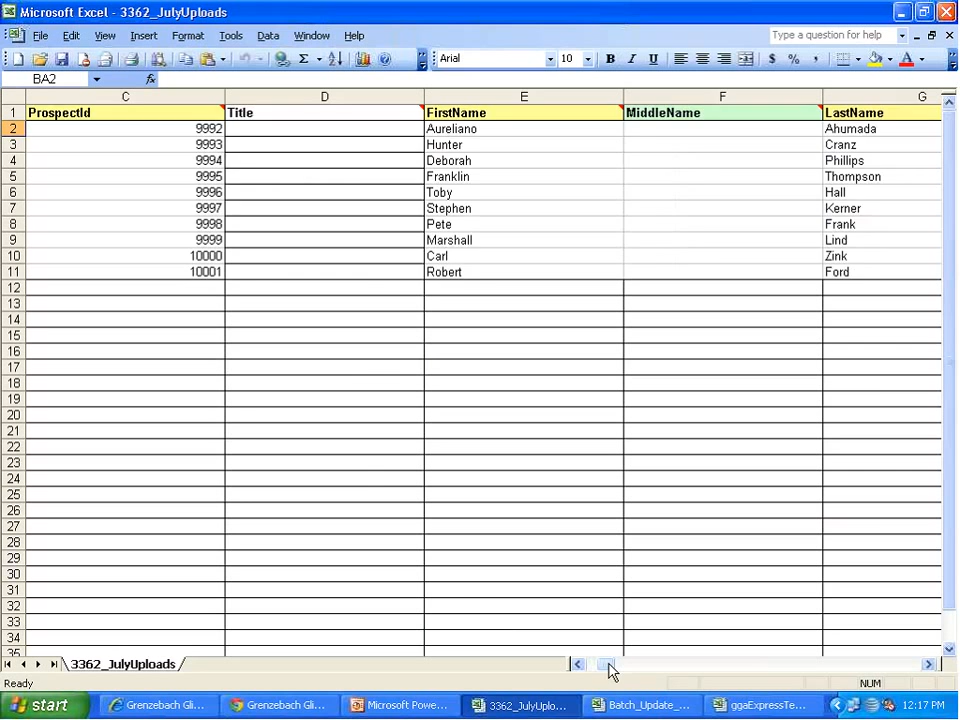 Microsoft Excel - 3362_JulyUploads
File Edit View Insert Format Tools Data Window Help Type a question for help
Arial 10 B I U $ % ,
BA2 fx
C D E F G
1 ProspectId Title FirstName MiddleName LastName
2 9992 Aureliano Ahumada
3 9993 Hunter Cranz
4 9994 Deborah Phillips
5 9995 Franklin Thompson
6 9996 Toby Hall
7 9997 Stephen Kerner
8 9998 Pete Frank
9 9999 Marshall Lind
10 10000 Carl Zink
11 10001 Robert Ford
12
13
14
15
16
17
18
19
20
21
22
23
24
25
26
27
28
29
30
31
32
33
34
35
3362_JulyUploads
Ready NUM
start Grenzebach Gli... Grenzebach Gli... Microsoft Powe... 3362_JulyUplo... Batch_Update_... ggaExpressTe... 12:17 PM